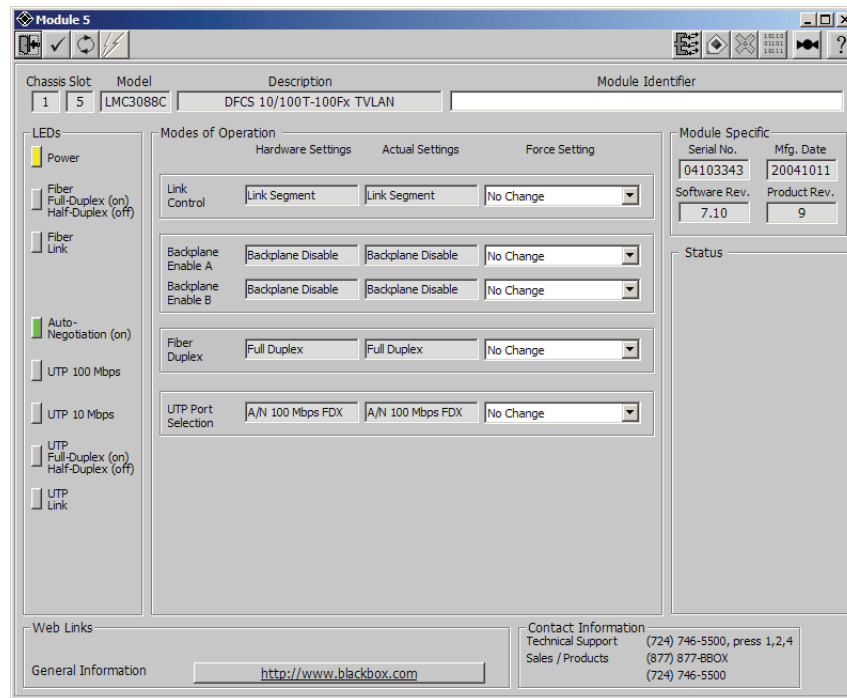 Module 5
10110
01101
10111
?
Chassis Slot Model Description Module Identifier
1 5 LMC3088C DFCS 10/100T-100Fx TVLAN
LEDs
Power
Fiber
Full-Duplex (on)
Half-Duplex (off)
Fiber
Link
Auto-
Negotiation (on)
UTP 100 Mbps
UTP 10 Mbps
UTP
Full-Duplex (on)
Half-Duplex (off)
UTP
Link
Modes of Operation
Hardware Settings Actual Settings Force Setting
Link
Control
Link Segment Link Segment No Change
Backplane
Enable A
Backplane Disable Backplane Disable No Change
Backplane
Enable B
Backplane Disable Backplane Disable No Change
Fiber
Duplex
Full Duplex Full Duplex No Change
UTP Port
Selection
A/N 100 Mbps FDX A/N 100 Mbps FDX No Change
Module Specific
Serial No. Mfg. Date
04103343 20041011
Software Rev. Product Rev.
7.10 9
Status
Web Links
General Information http://www.blackbox.com
Contact Information
Technical Support (724) 746-5500, press 1,2,4
Sales / Products (877) 877-BBOX
(724) 746-5500